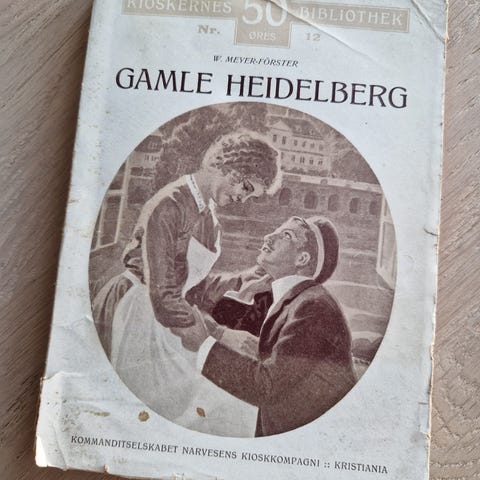 KIOSKERNES 50 BIBLIOTHEK
Nr. ØRES 12
W. MEYER-FÖRSTER
GAMLE HEIDELBERG
KOMMANDITSELSKABET NARVESENS KIOSKKOMPAGNI :: KRISTIANIA